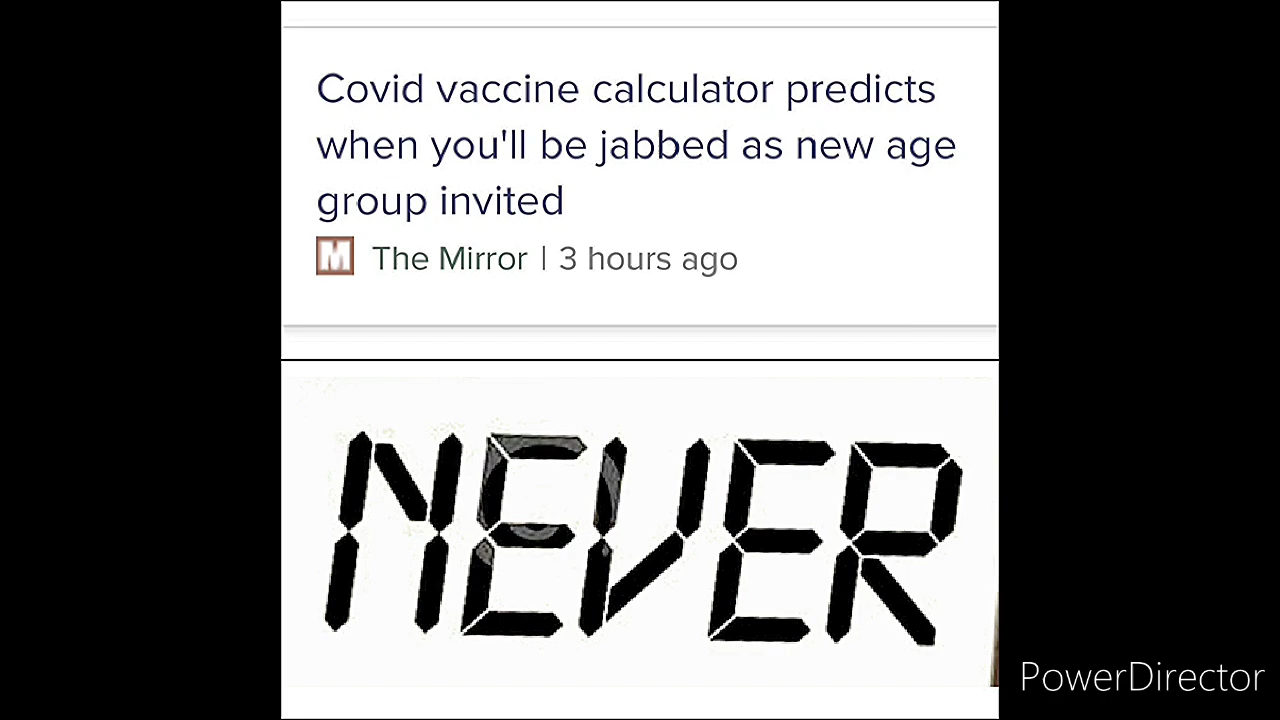 Covid vaccine calculator predicts
when you'll be jabbed as new age
group invited
M The Mirror | 3 hours ago
NEVER
PowerDirector